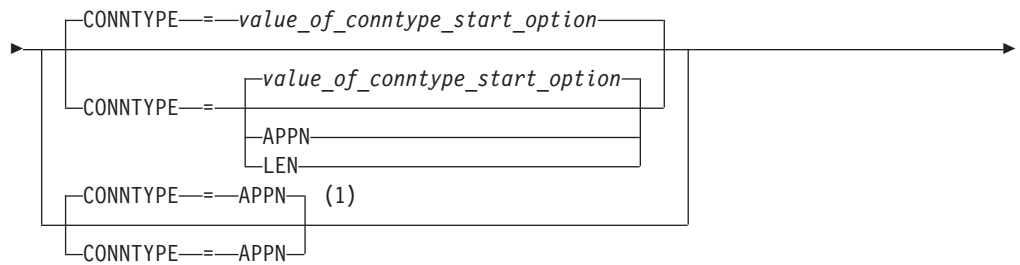 CONNTYPE = value_of_conntype_start_option
value_of_conntype_start_option
CONNTYPE =
APPN
LEN
CONNTYPE = APPN (1)
CONNTYPE = APPN